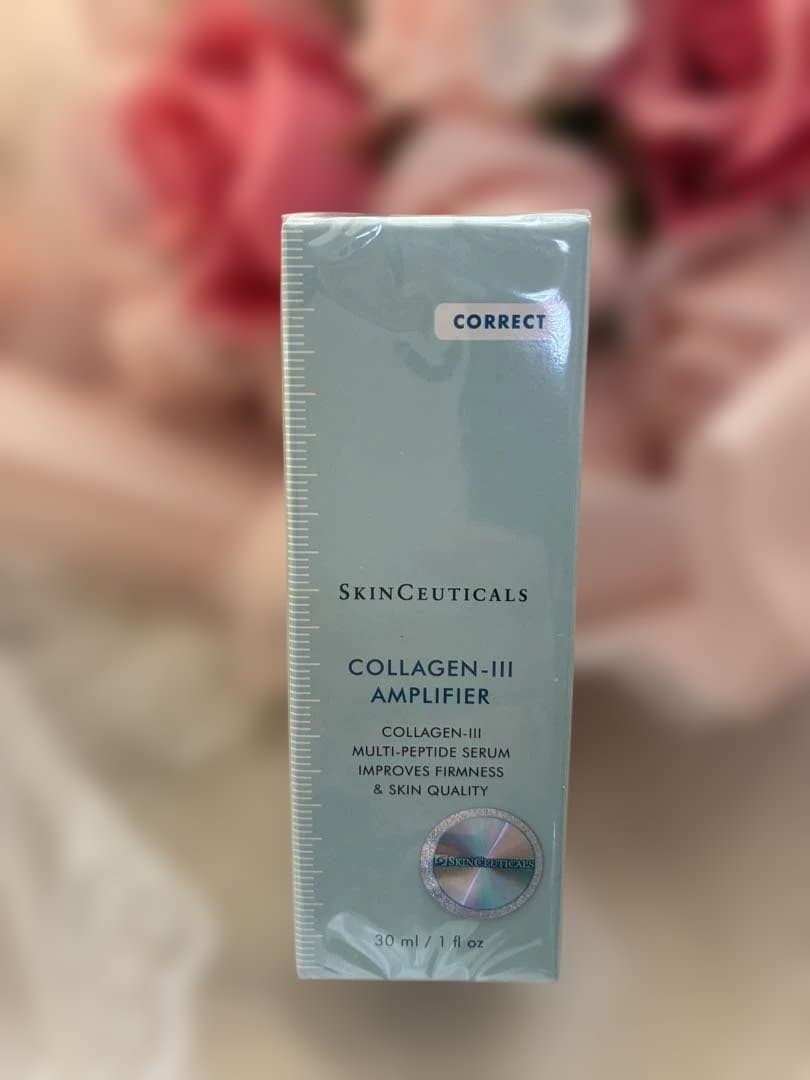 CORRECT
SKINCEUTICALS
COLLAGEN-III
AMPLIFIER
COLLAGEN-III
MULTI-PEPTIDE SERUM
IMPROVES FIRMNESS
& SKIN QUALITY
SKINCEUTICALS
30 ml / 1 fl oz